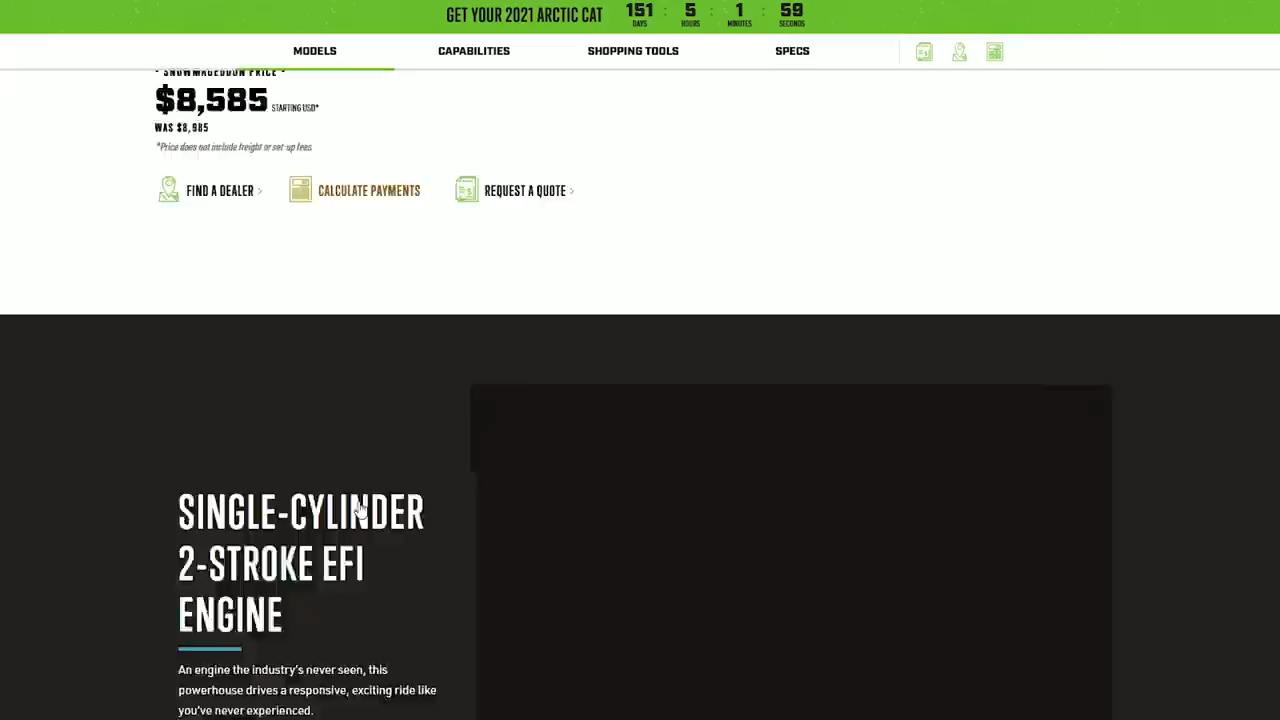 GET YOUR 2021 ARCTIC CAT 151 : 5 : 1 : 59
DAYS HOURS MINUTES SECONDS
MODELS CAPABILITIES SHOPPING TOOLS SPECS
• SNOWMAGEDDON PRICE •
$8,585 STARTING USD*
WAS $8,985
*Price does not include freight or set-up fees.
FIND A DEALER > CALCULATE PAYMENTS REQUEST A QUOTE >
SINGLE-CYLINDER
2-STROKE EFI
ENGINE
An engine the industry's never seen, this
powerhouse drives a responsive, exciting ride like
you've never experienced.